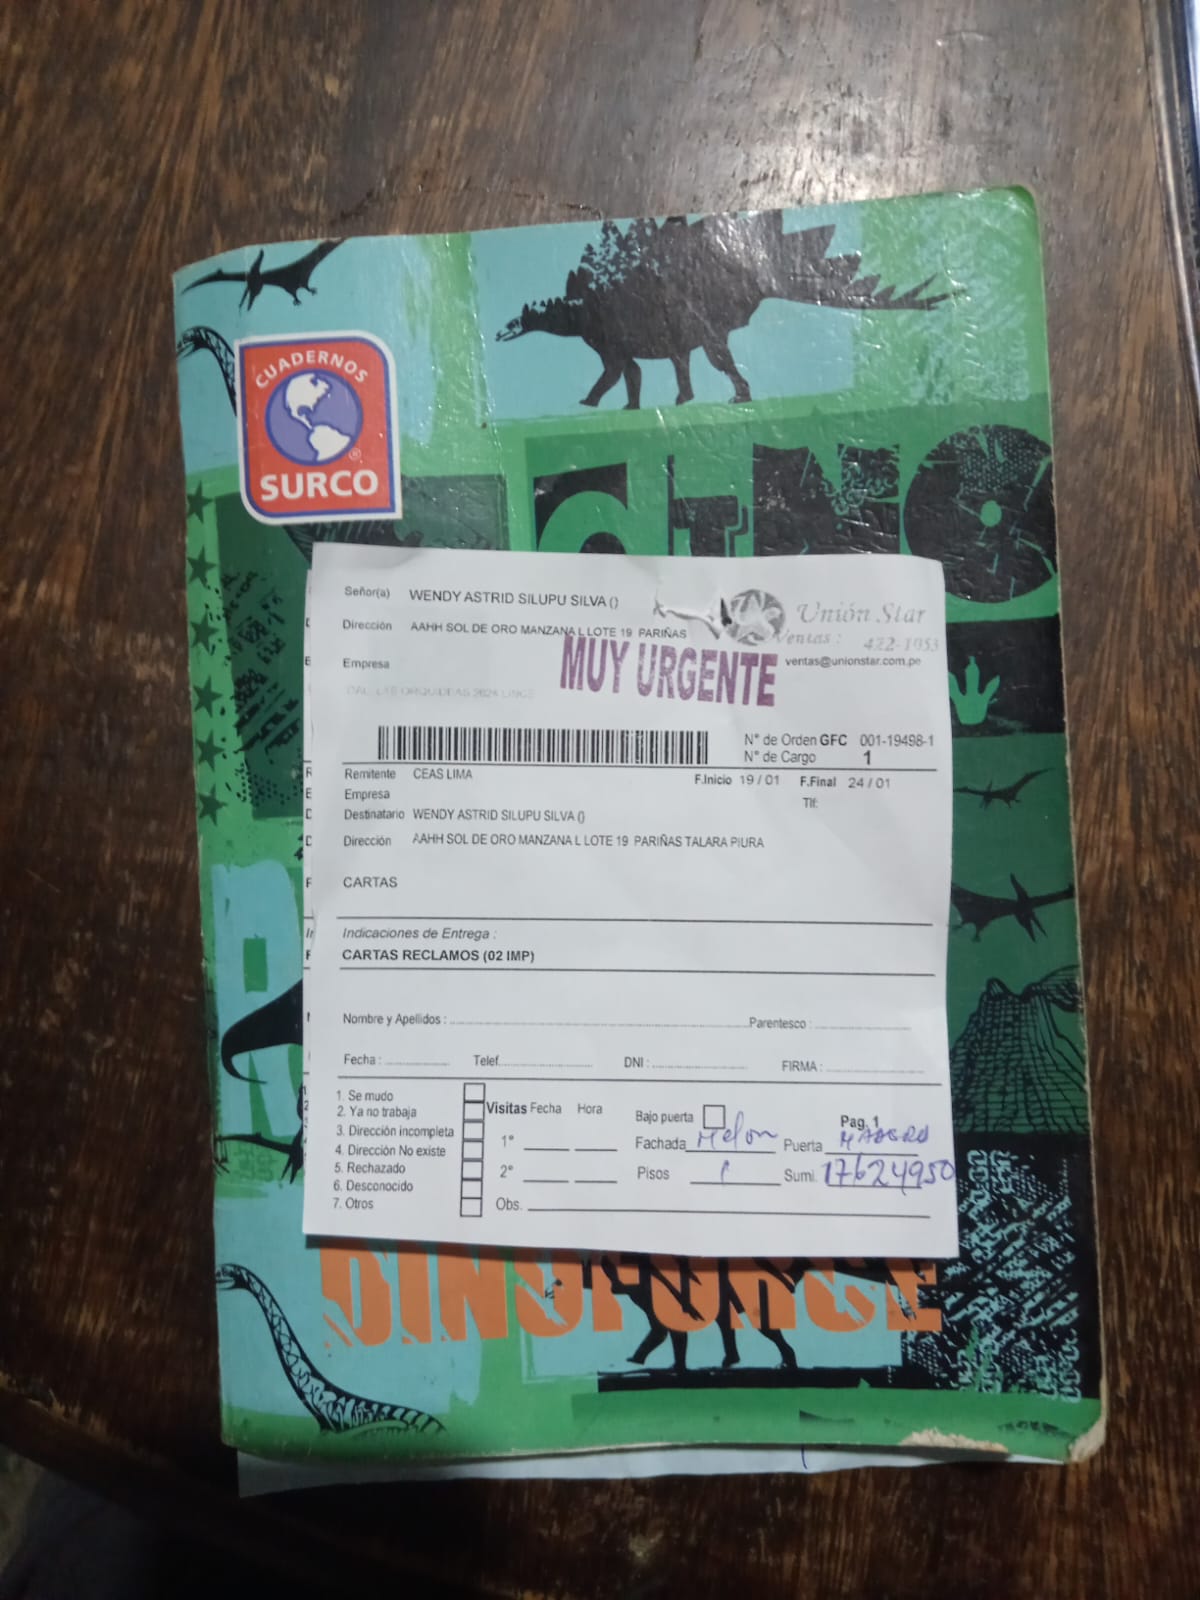 CUADERNOS
SURCO
DINO
Señor(a) WENDY ASTRID SILUPU SILVA ()
Unión Star
Dirección AAHH SOL DE ORO MANZANA L LOTE 19 PARIÑAS
Ventas : 422-1953
Empresa
MUY URGENTE
ventas@unionstar.com.pe
N° de Orden GFC 001-19498-1
N° de Cargo 1
Remitente CEAS LIMA
F.Inicio 19 / 01 F.Final 24 / 01
Empresa
Tlf:
Destinatario WENDY ASTRID SILUPU SILVA ()
Dirección AAHH SOL DE ORO MANZANA L LOTE 19 PARIÑAS TALARA PIURA
CARTAS
Indicaciones de Entrega :
CARTAS RECLAMOS (02 IMP)
Nombre y Apellidos : Parentesco :
Fecha : Telef. DNI : FIRMA :
1. Se mudo
2. Ya no trabaja
3. Dirección incompleta
4. Dirección No existe
5. Rechazado
6. Desconocido
7. Otros
Visitas Fecha Hora
1°
2°
Obs.
Bajo puerta Pag. 1
Fachada Melon Puerta
Pisos 1 Sumi. 17624950
DINOFORCE